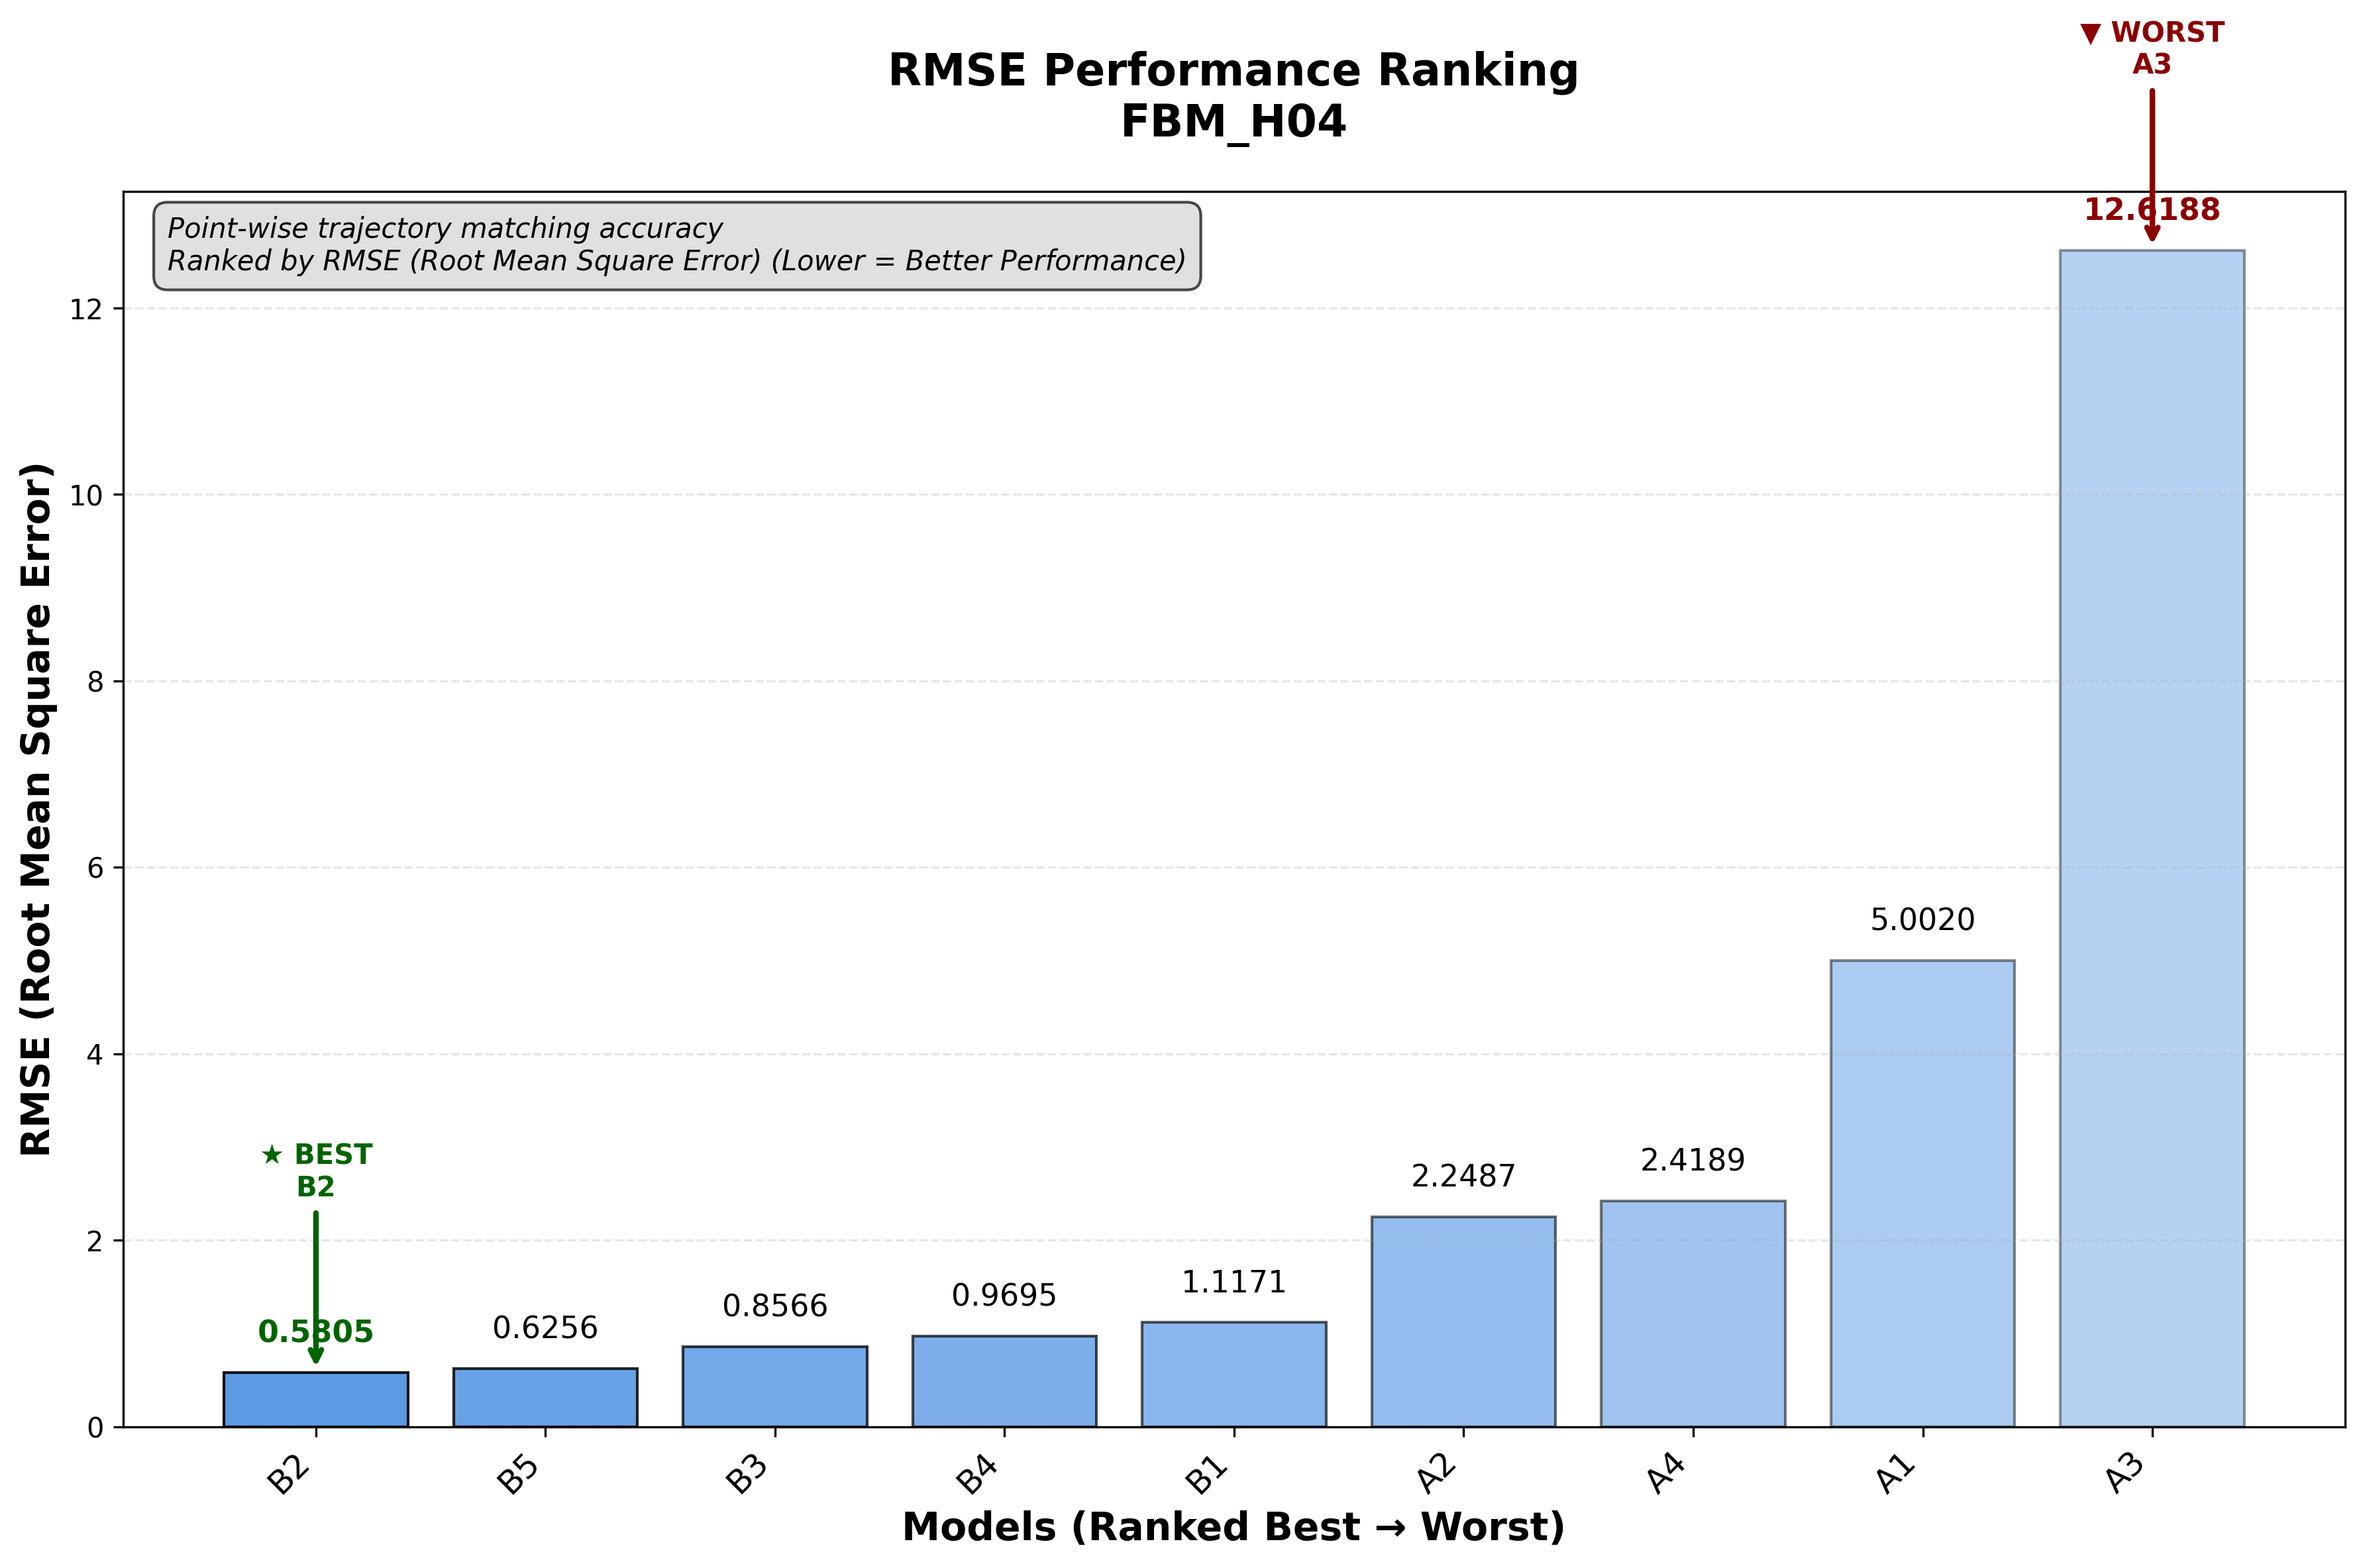 ▼ WORST
A3
RMSE Performance Ranking
FBM_H04
Point-wise trajectory matching accuracy
Ranked by RMSE (Root Mean Square Error) (Lower = Better Performance)
12.6188
12
10
8
6
4
2
0
RMSE (Root Mean Square Error)
★ BEST
B2
0.5805
0.6256
0.8566
0.9695
1.1171
2.2487
2.4189
5.0020
B2
B5
B3
B4
B1
A2
A4
A1
A3
Models (Ranked Best → Worst)